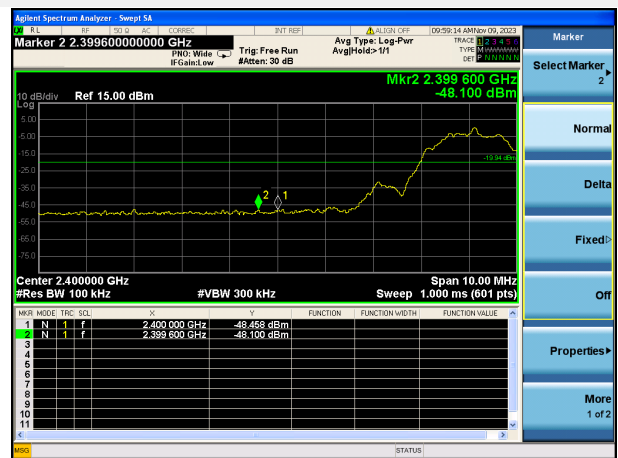 Agilent Spectrum Analyzer - Swept SA
RL RF 50 Ω AC CORREC INT REF ALIGN OFF 09:59:14 AM Nov 09, 2023
Marker 2 2.399600000000 GHz
PNO: Wide
IFGain:Low
Trig: Free Run
#Atten: 30 dB
Avg Type: Log-Pwr
Avg|Hold:>1/1
TRACE 1 2 3 4 5 6
TYPE
DET P N N N N N
Mkr2 2.399 600 GHz
-48.100 dBm
10 dB/div Ref 15.00 dBm
Log
5.00
-5.00
-15.0
-19.94 dBm
-25.0
-35.0
2 1
-45.0
-55.0
-65.0
-75.0
Center 2.400000 GHz Span 10.00 MHz
#Res BW 100 kHz #VBW 300 kHz Sweep 1.000 ms (601 pts)
MKR MODE TRC SCL X Y FUNCTION FUNCTION WIDTH FUNCTION VALUE
1 N 1 f 2.400 000 GHz -48.458 dBm
2 N 1 f 2.399 600 GHz -48.100 dBm
3
4
5
6
7
8
9
10
11
MSG STATUS
Marker
Select Marker
2
Normal
Delta
Fixed
Off
Properties
More
1 of 2